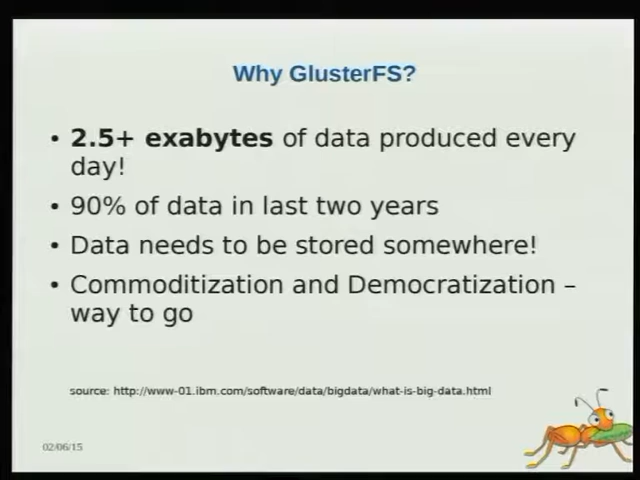 Why GlusterFS?
• 2.5+ exabytes of data produced every
day!
• 90% of data in last two years
• Data needs to be stored somewhere!
• Commoditization and Democratization –
way to go
source: http://www-01.ibm.com/software/data/bigdata/what-is-big-data.html
02/06/15